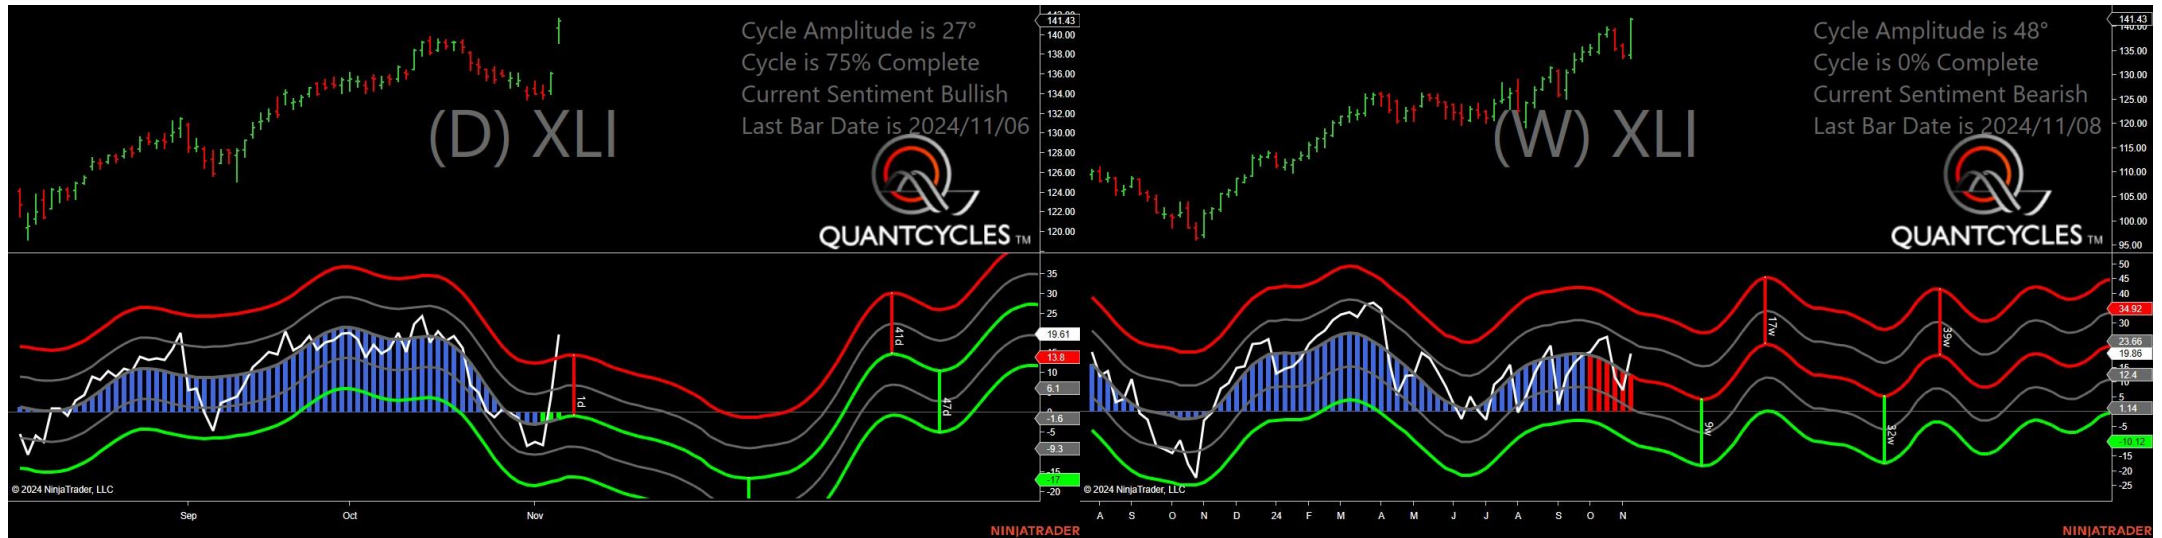 Cycle Amplitude is 27°
Cycle is 75% Complete
Current Sentiment Bullish
Last Bar Date is 2024/11/06
(D) XLI
QUANTCYCLES TM
141.43
140.00
138.00
136.00
134.00
132.00
130.00
128.00
126.00
124.00
122.00
120.00
35
30
25
19.61
13.8
10
6.1
-1.6
-5
-9.3
-15
-17
-20
1d
41d
47d
© 2024 NinjaTrader, LLC
Sep
Oct
Nov
NINJATRADER
Cycle Amplitude is 48°
Cycle is 0% Complete
Current Sentiment Bearish
Last Bar Date is 2024/11/08
(W) XLI
QUANTCYCLES TM
141.43
140.00
135.00
130.00
125.00
120.00
115.00
110.00
105.00
100.00
95.00
50
45
40
34.92
30
23.66
19.86
12.4
5
1.14
-5
-10.12
-15
-20
-25
9w
17w
32w
39w
© 2024 NinjaTrader, LLC
A
S
O
N
D
24
F
M
A
M
J
J
A
S
O
N
NINJATRADER